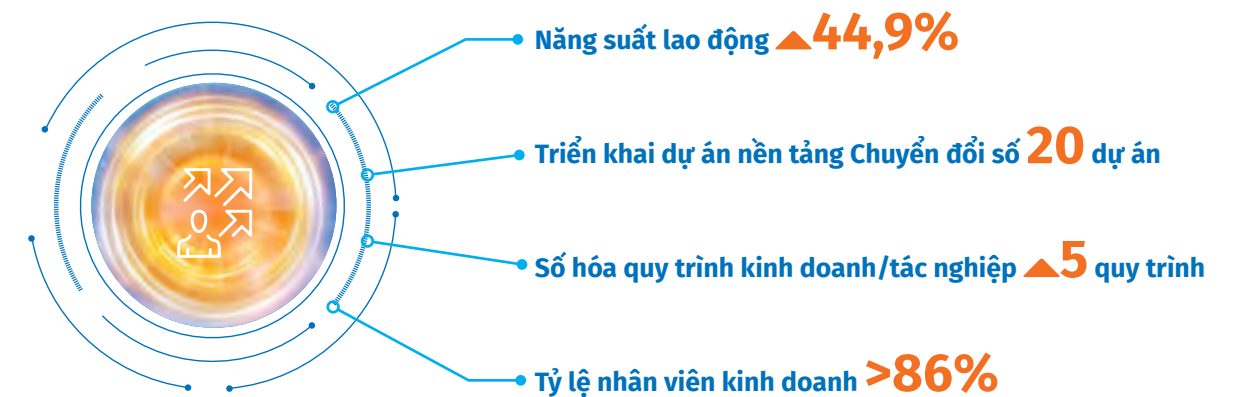 Năng suất lao động ▲44,9%
Triển khai dự án nền tảng Chuyển đổi số 20 dự án
Số hóa quy trình kinh doanh/tác nghiệp ▲5 quy trình
Tỷ lệ nhân viên kinh doanh >86%